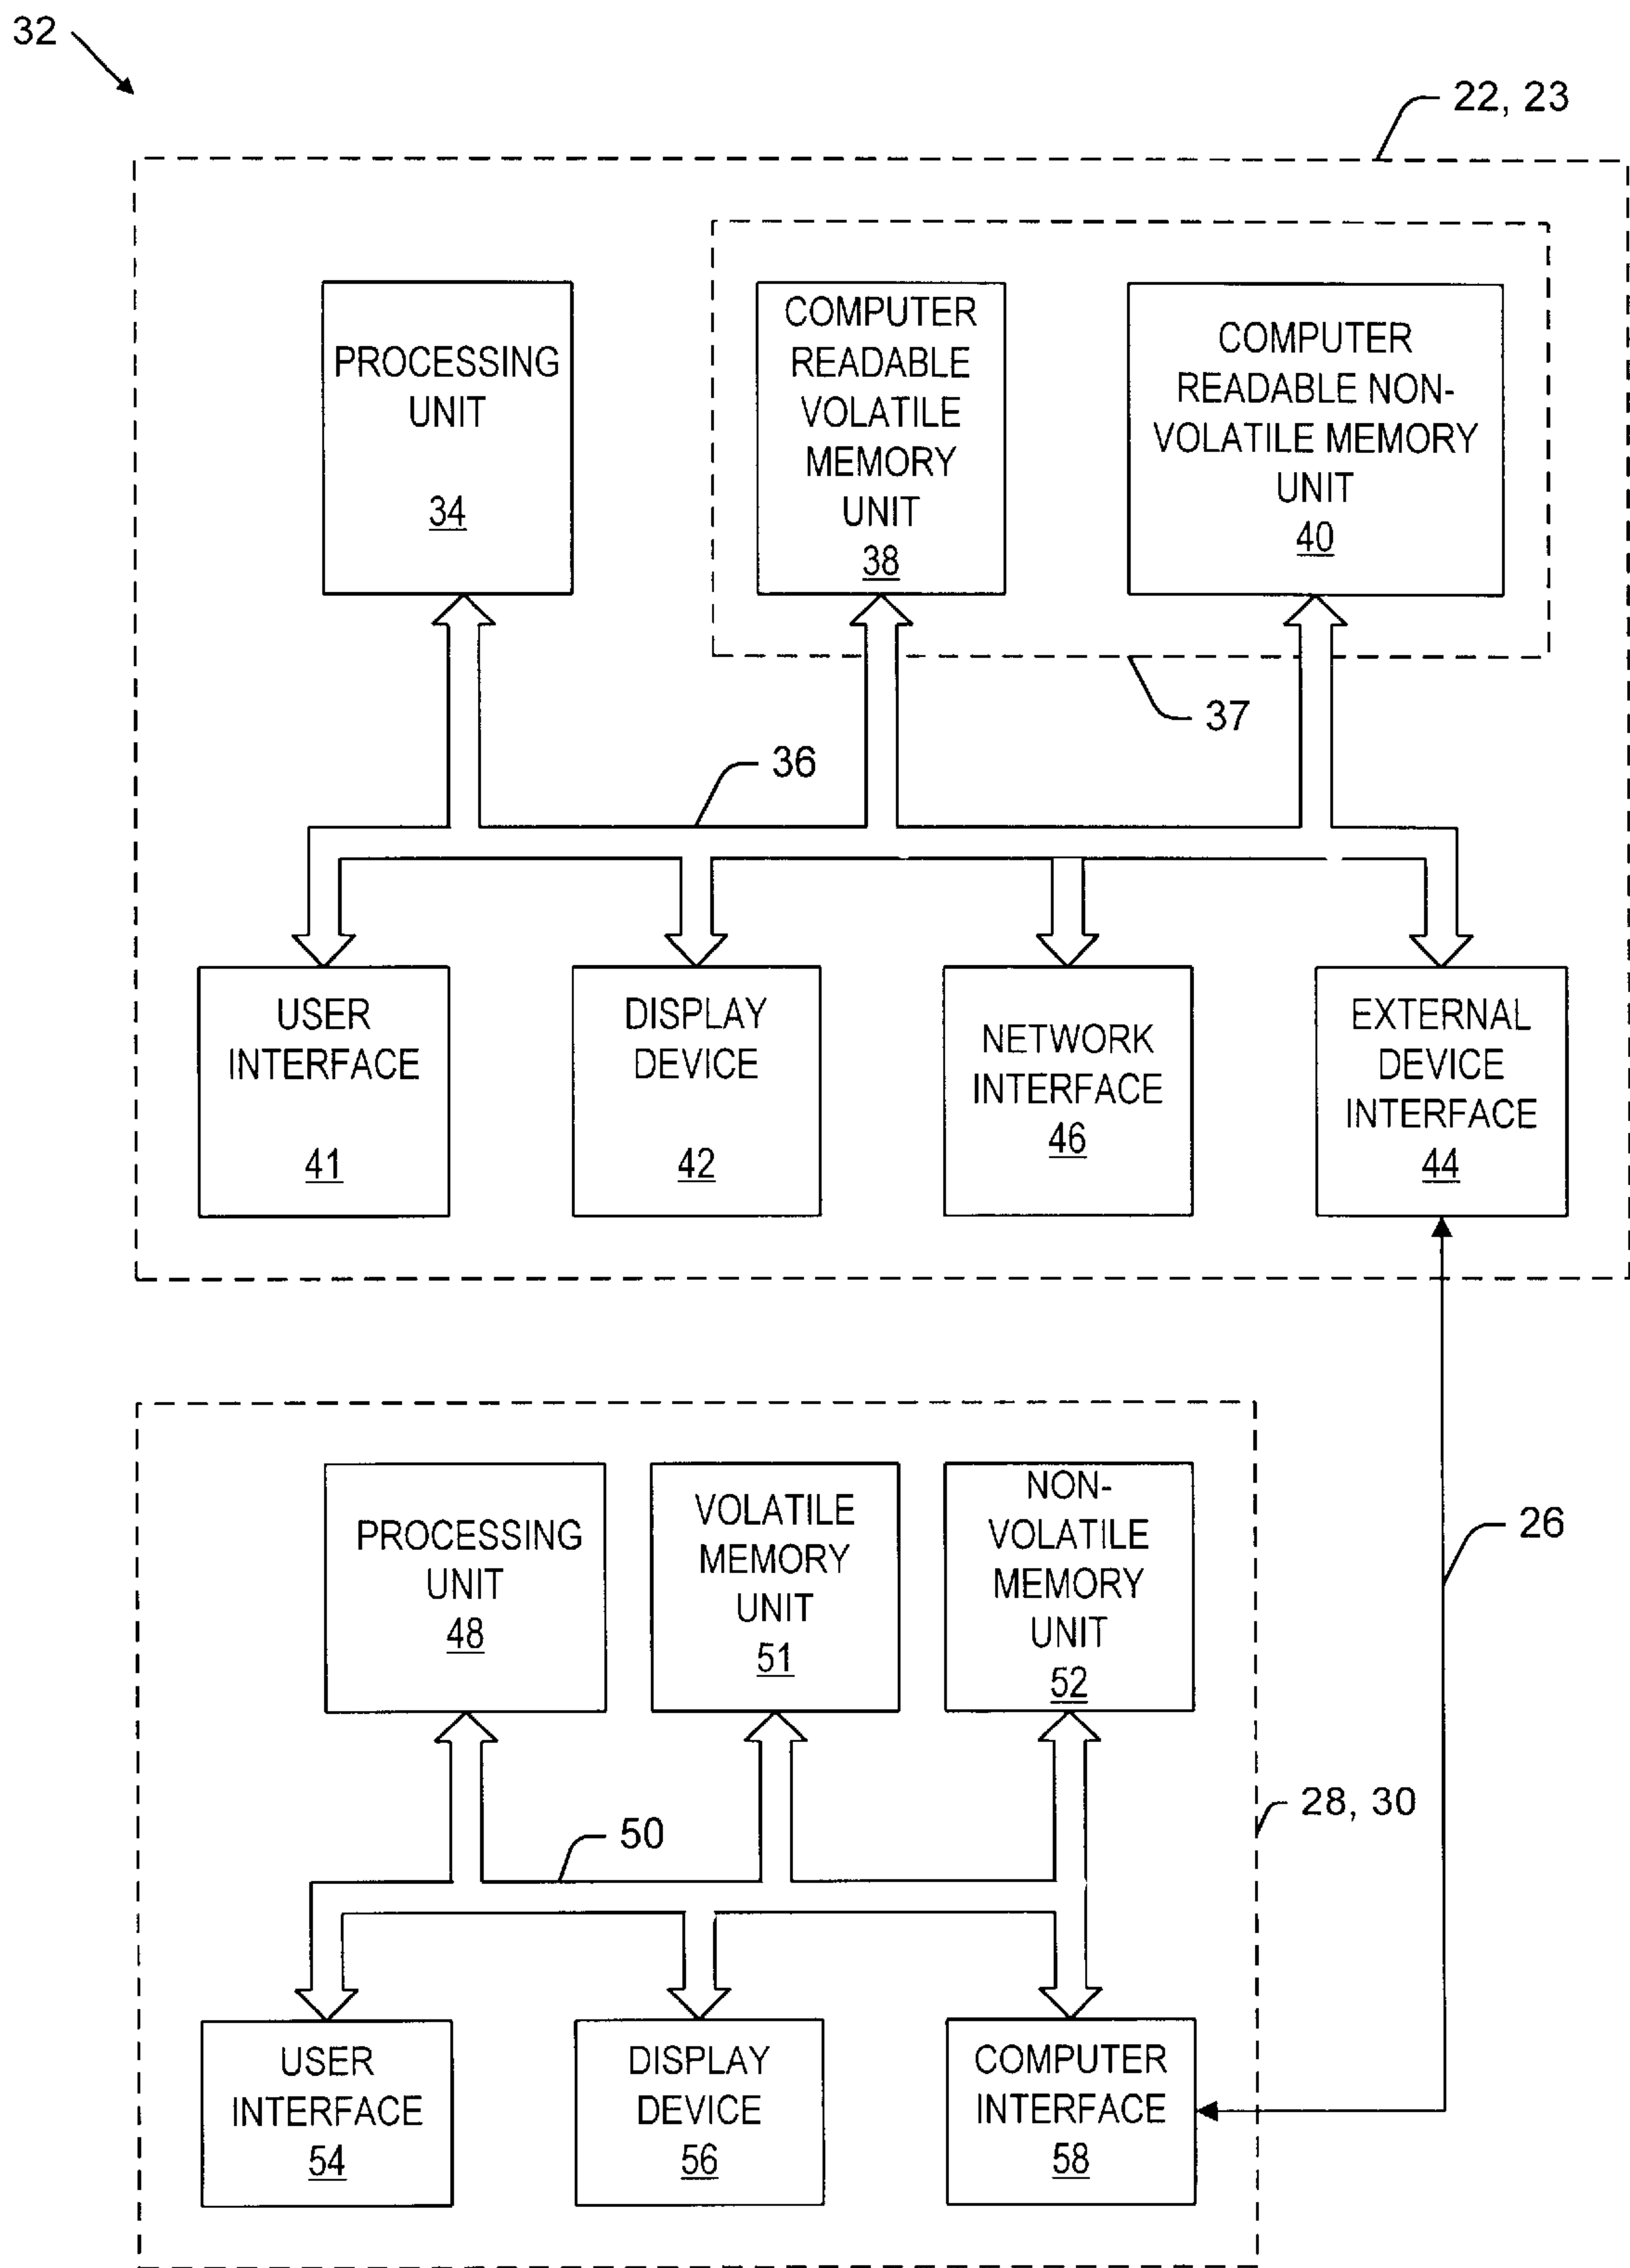 32
22, 23
PROCESSING
UNIT
34
COMPUTER
READABLE
VOLATILE
MEMORY
UNIT
38
COMPUTER
READABLE NON-
VOLATILE MEMORY
UNIT
40
37
36
USER
INTERFACE
41
DISPLAY
DEVICE
42
NETWORK
INTERFACE
46
EXTERNAL
DEVICE
INTERFACE
44
26
PROCESSING
UNIT
48
VOLATILE
MEMORY
UNIT
51
NON-
VOLATILE
MEMORY
UNIT
52
28, 30
50
USER
INTERFACE
54
DISPLAY
DEVICE
56
COMPUTER
INTERFACE
58